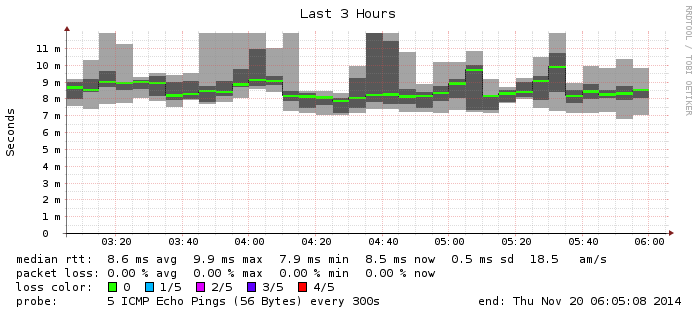 Last 3 Hours
RRDTOOL / TOBI OETIKER
Seconds
11 m
10 m
9 m
8 m
7 m
6 m
5 m
4 m
3 m
2 m
1 m
0
03:20 03:40 04:00 04:20 04:40 05:00 05:20 05:40 06:00
median rtt: 8.6 ms avg 9.9 ms max 7.9 ms min 8.5 ms now 0.5 ms sd 18.5 am/s
packet loss: 0.00 % avg 0.00 % max 0.00 % min 0.00 % now
loss color: 0 1/5 2/5 3/5 4/5
probe: 5 ICMP Echo Pings (56 Bytes) every 300s end: Thu Nov 20 06:05:08 2014